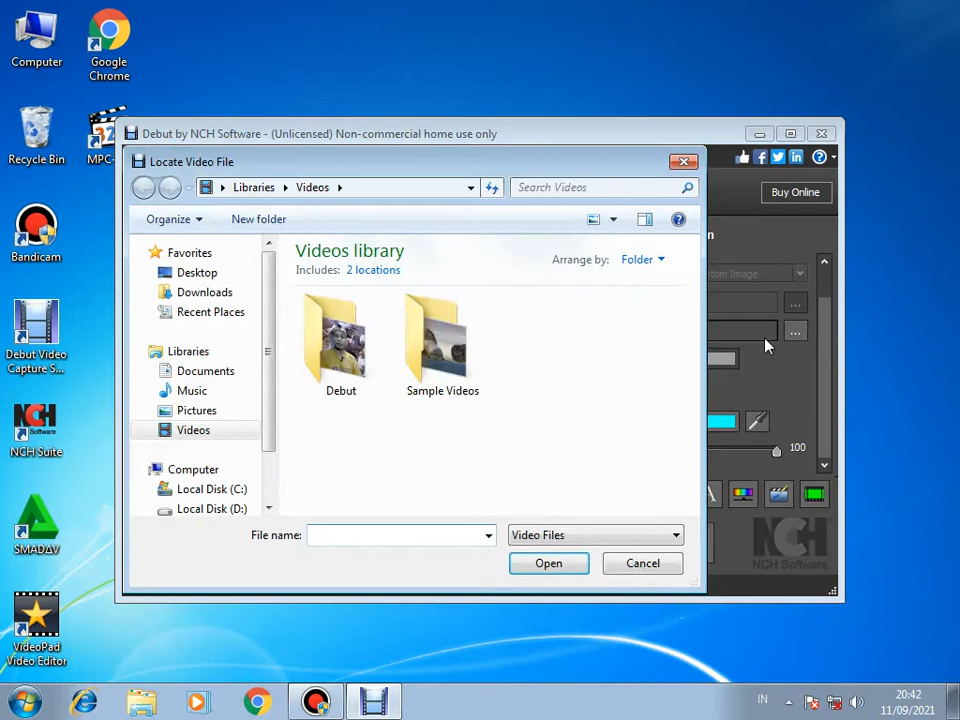 Computer
Google
Chrome
Recycle Bin
MPC-
Bandicam
Debut Video
Capture S...
NCH Suite
SMADΔV
VideoPad
Video Editor
Debut by NCH Software - (Unlicensed) Non-commercial home use only
Buy Online
Locate Video File
Libraries
Videos
Search Videos
Organize
New folder
Favorites
Desktop
Downloads
Recent Places
Libraries
Documents
Music
Pictures
Videos
Computer
Local Disk (C:)
Local Disk (D:)
Videos library
Includes: 2 locations
Arrange by: Folder
Debut
Sample Videos
File name:
Video Files
Open
Cancel
n
tom Image
...
...
100
NCH Software
IN
20:42
11/09/2021